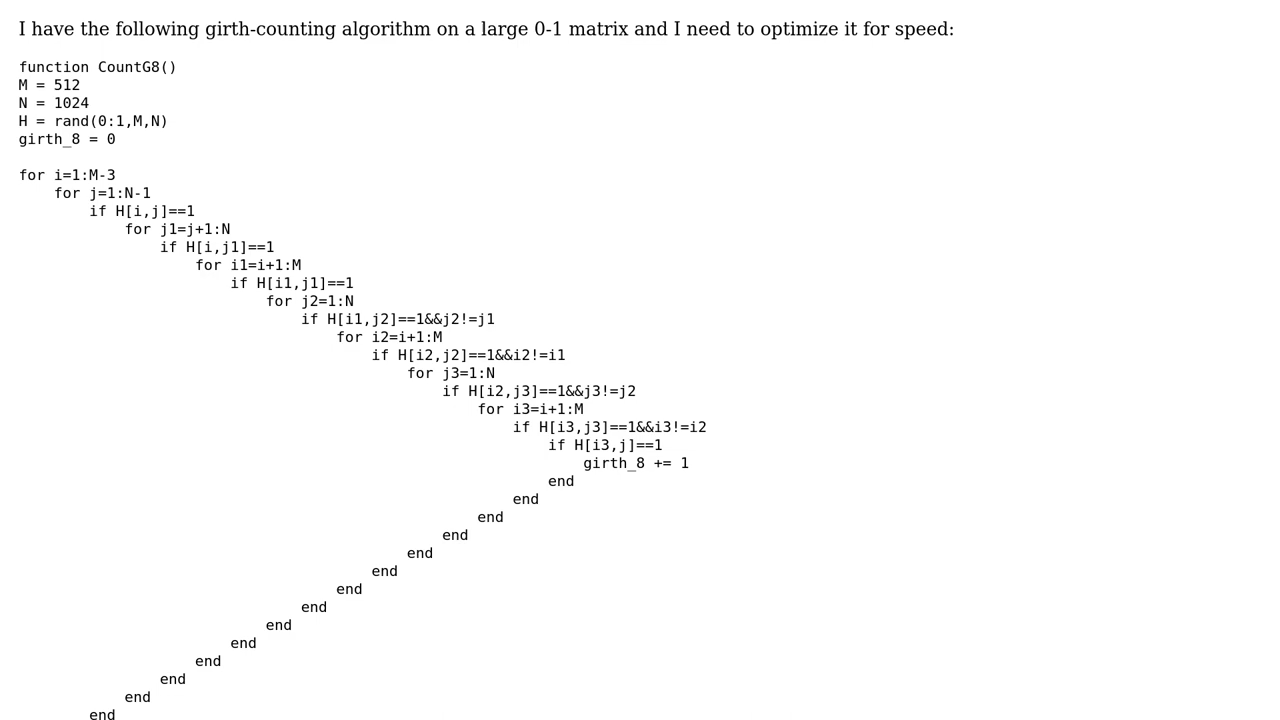 I have the following girth-counting algorithm on a large 0-1 matrix and I need to optimize it for speed:
function CountG8()
M = 512
N = 1024
H = rand(0:1,M,N)
girth_8 = 0
for i=1:M-3
for j=1:N-1
if H[i,j]==1
for j1=j+1:N
if H[i,j1]==1
for i1=i+1:M
if H[i1,j1]==1
for j2=1:N
if H[i1,j2]==1&&j2!=j1
for i2=i+1:M
if H[i2,j2]==1&&i2!=i1
for j3=1:N
if H[i2,j3]==1&&j3!=j2
for i3=i+1:M
if H[i3,j3]==1&&i3!=i2
if H[i3,j]==1
girth_8 += 1
end
end
end
end
end
end
end
end
end
end
end
end
end
end